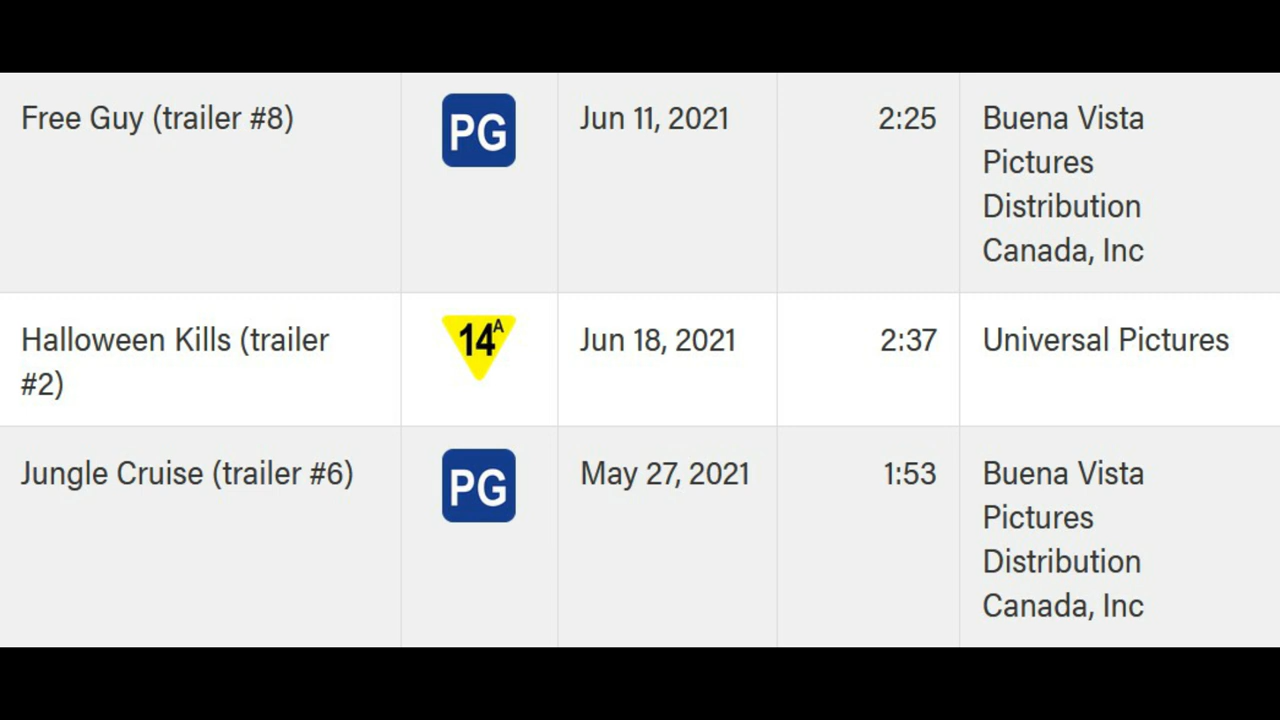 Free Guy (trailer #8)
PG
Jun 11, 2021
2:25
Buena Vista
Pictures
Distribution
Canada, Inc
Halloween Kills (trailer
#2)
14A
Jun 18, 2021
2:37
Universal Pictures
Jungle Cruise (trailer #6)
PG
May 27, 2021
1:53
Buena Vista
Pictures
Distribution
Canada, Inc